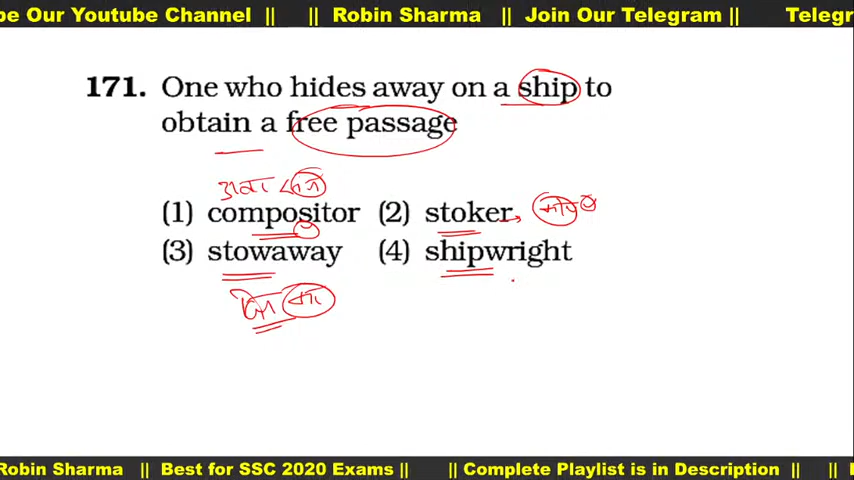 be Our Youtube Channel || || Robin Sharma || Join Our Telegram || Telegr
171. One who hides away on a ship to
obtain a free passage
(1) compositor (2) stoker
(3) stowaway (4) shipwright
Robin Sharma || Best for SSC 2020 Exams || || Complete Playlist is in Description || ||